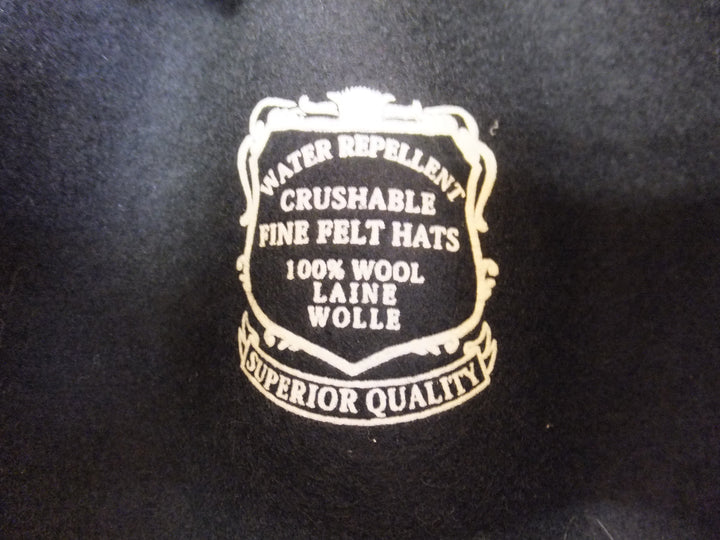 WATER REPELLENT
CRUSHABLE
FINE FELT HATS
100% WOOL
LAINE
WOLLE
SUPERIOR QUALITY